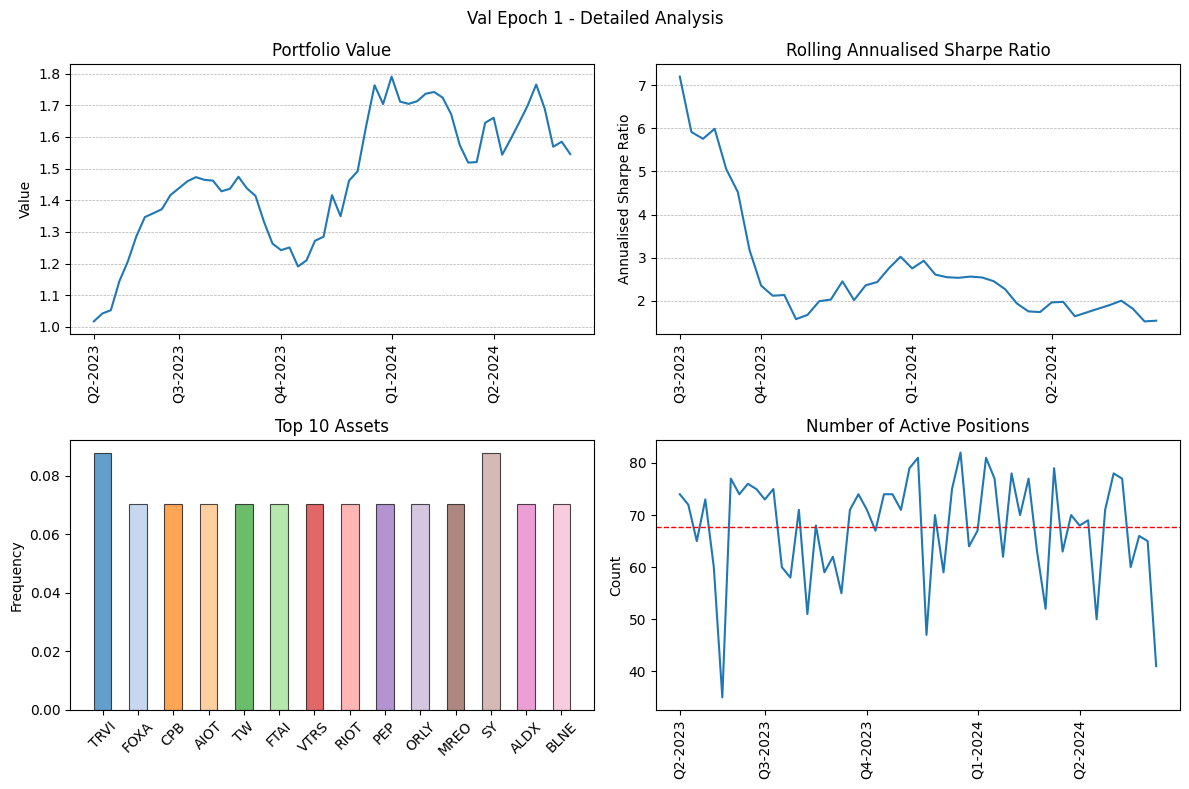 Val Epoch 1 - Detailed Analysis
Portfolio Value
Value
1.8
1.7
1.6
1.5
1.4
1.3
1.2
1.1
1.0
Q2-2023
Q3-2023
Q4-2023
Q1-2024
Q2-2024
Rolling Annualised Sharpe Ratio
Annualised Sharpe Ratio
7
6
5
4
3
2
Q3-2023
Q4-2023
Q1-2024
Q2-2024
Top 10 Assets
Frequency
0.08
0.06
0.04
0.02
0.00
TRVI
FOXA
CPB
AIOT
TW
FTAI
VTRS
RIOT
PEP
ORLY
MREO
SY
ALDX
BLNE
Number of Active Positions
Count
80
70
60
50
40
Q2-2023
Q3-2023
Q4-2023
Q1-2024
Q2-2024